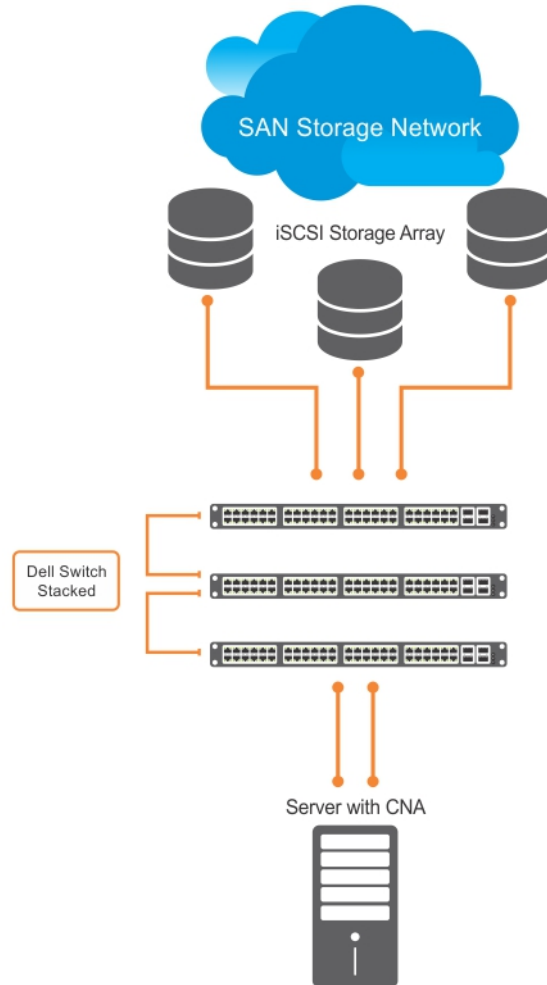 SAN Storage Network
iSCSI Storage Array
Dell Switch
Stacked
Server with CNA